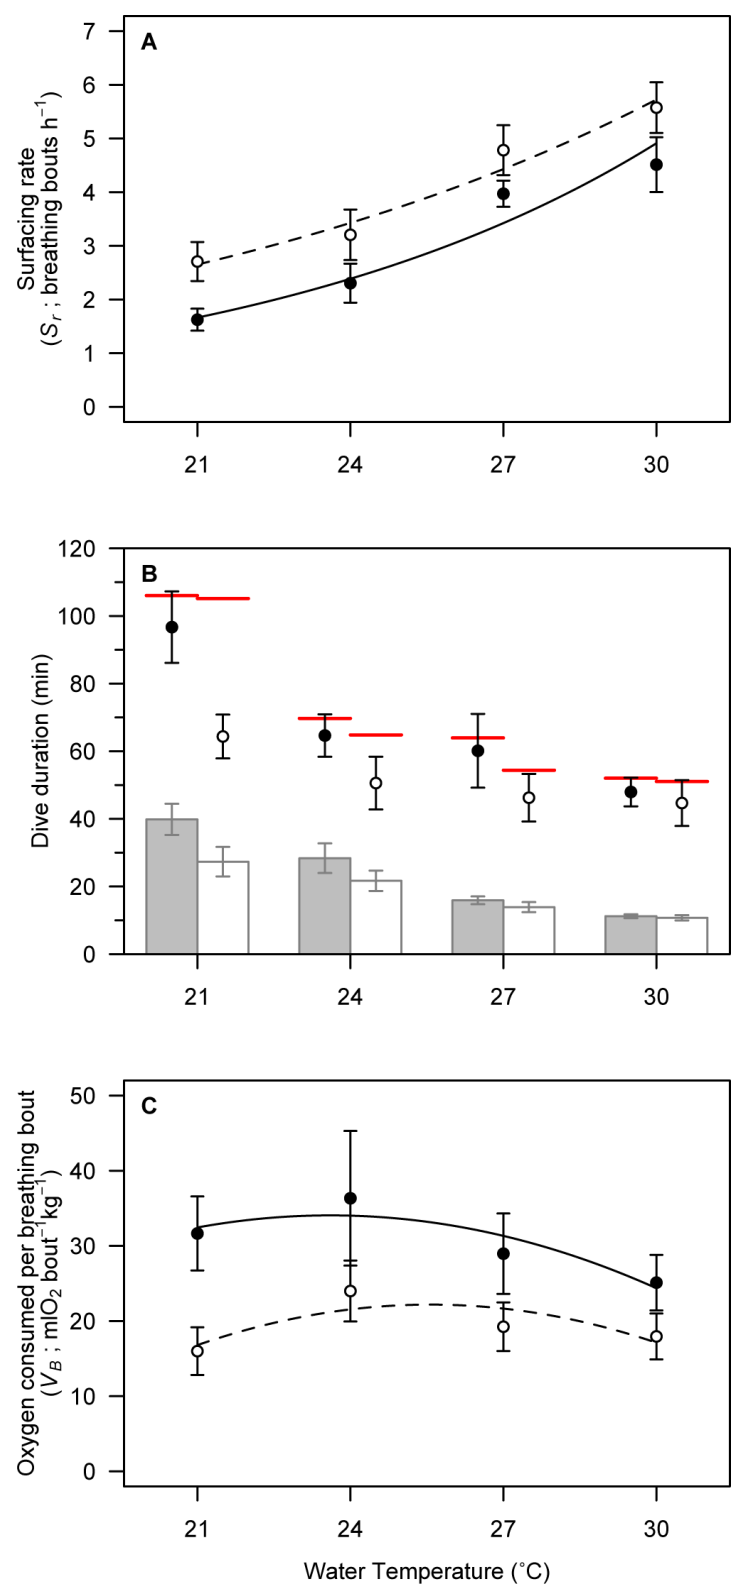 A
Surfacing rate
(Sᵣ ; breathing bouts h⁻¹)
7
6
5
4
3
2
1
0
21 24 27 30
B
Dive duration (min)
120
100
80
60
40
20
0
21 24 27 30
C
Oxygen consumed per breathing bout
(V_B ; mlO₂ bout⁻¹kg⁻¹)
50
40
30
20
10
0
21 24 27 30
Water Temperature (˚C)